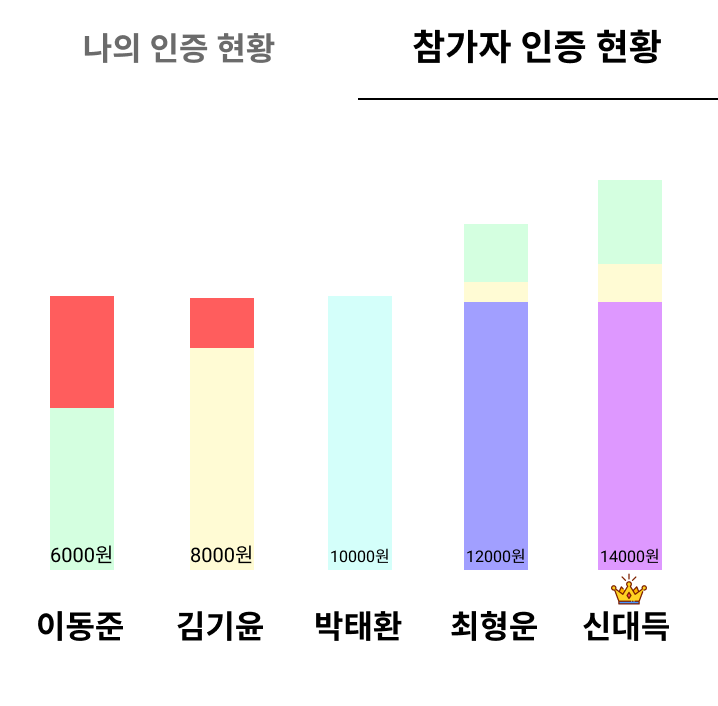 나의 인증 현황
참가자 인증 현황
6000원
8000원
10000원
12000원
14000원
이동준
김기윤
박태환
최형운
신대득